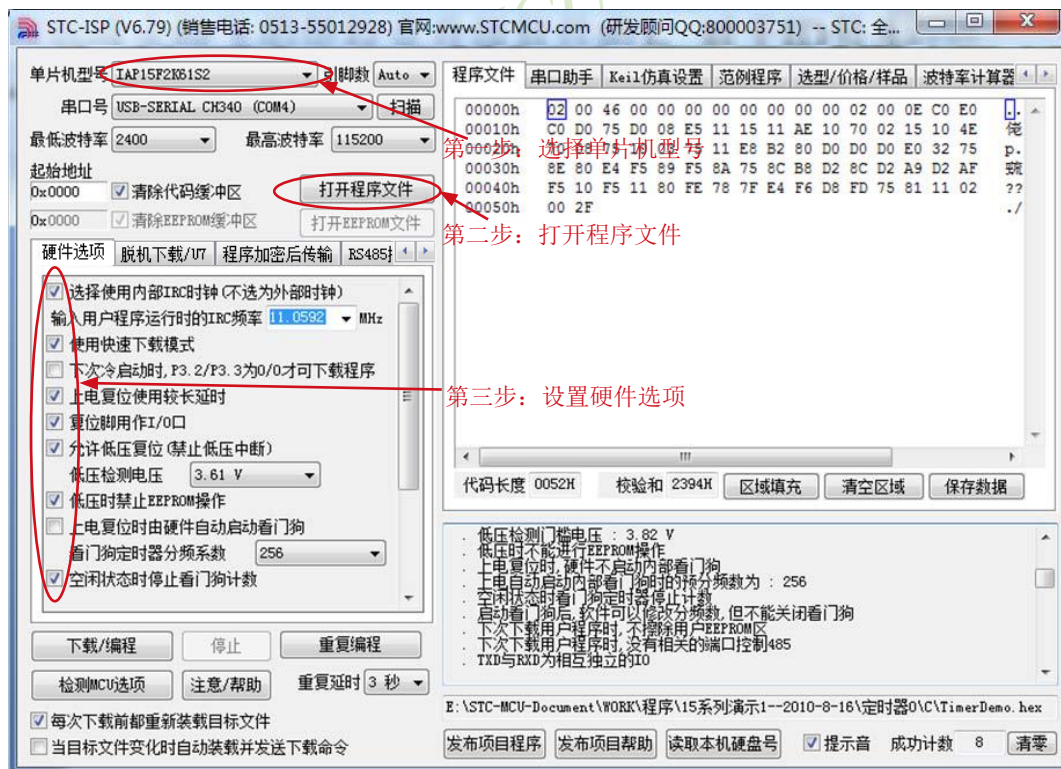 STC-ISP (V6.79) (销售电话: 0513-55012928) 官网:www.STCMCU.com (研发顾问QQ:800003751) -- STC: 全...
单片机型号 IAP15F2K61S2 引脚数 Auto
串口号 USB-SERIAL CH340 (COM4) 扫描
最低波特率 2400 最高波特率 115200
起始地址
0x0000 清除代码缓冲区 打开程序文件
0x0000 清除EEPROM缓冲区 打开EEPROM文件
硬件选项 脱机下载/U7 程序加密后传输 RS485
选择使用内部IRC时钟(不选为外部时钟)
输入用户程序运行时的IRC频率 11.0592 MHz
使用快速下载模式
下次冷启动时,P3.2/P3.3为0/0才可下载程序
上电复位使用较长延时
复位脚用作I/O口
允许低压复位(禁止低压中断)
低压检测电压 3.61 V
低压时禁止EEPROM操作
上电复位时由硬件自动启动看门狗
看门狗定时器分频系数 256
空闲状态时停止看门狗计数
下载/编程 停止 重复编程
检测MCU选项 注意/帮助 重复延时 3 秒
每次下载前都重新装载目标文件
当目标文件变化时自动装载并发送下载命令
程序文件 串口助手 Keil仿真设置 范例程序 选型/价格/样品 波特率计算器
00000h 02 00 46 00 00 00 00 00 00 00 00 02 00 0E C0 E0
00010h C0 D0 75 D0 08 E5 11 15 11 AE 10 70 02 15 10 4E
第一步: 选择单片机型号
11 E8 B2 80 D0 D0 D0 E0 32 75 p.
00030h 8E 80 E4 F5 89 F5 8A 75 8C B8 D2 8C D2 A9 D2 AF
00040h F5 10 F5 11 80 FE 78 7F E4 F6 D8 FD 75 81 11 02 ??
00050h 00 2F ./
第二步: 打开程序文件
第三步: 设置硬件选项
代码长度 0052H 校验和 2394H 区域填充 清空区域 保存数据
. 低压检测门槛电压 : 3.82 V
. 低压时不能进行EEPROM操作
. 上电复位时,硬件不启动内部看门狗
. 上电自动启动内部看门狗时的预分频数为 : 256
. 空闲状态时看门狗定时器停止计数
. 启动看门狗后,软件可以修改分频数,但不能关闭看门狗
. 下次下载用户程序时,不擦除用户EEPROM区
. 下次下载用户程序时,没有相关的端口控制485
. TXD与RXD为相互独立的IO
E:\STC-MCU-Document\WORK\程序\15系列演示1--2010-8-16\定时器0\C\TimerDemo.hex
发布项目程序 发布项目帮助 读取本机硬盘号 提示音 成功计数 8 清零